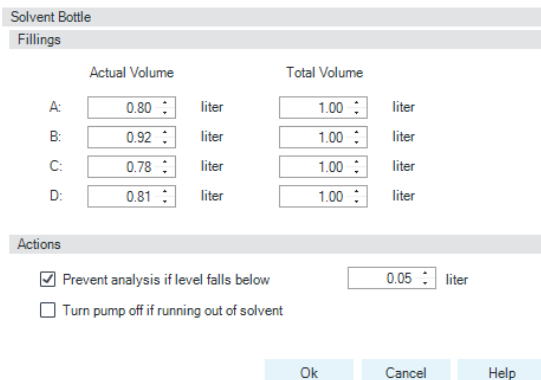 Solvent Bottle
Fillings
Actual Volume Total Volume
A: 0.80 liter 1.00 liter
B: 0.92 liter 1.00 liter
C: 0.78 liter 1.00 liter
D: 0.81 liter 1.00 liter
Actions
Prevent analysis if level falls below 0.05 liter
Turn pump off if running out of solvent
Ok Cancel Help